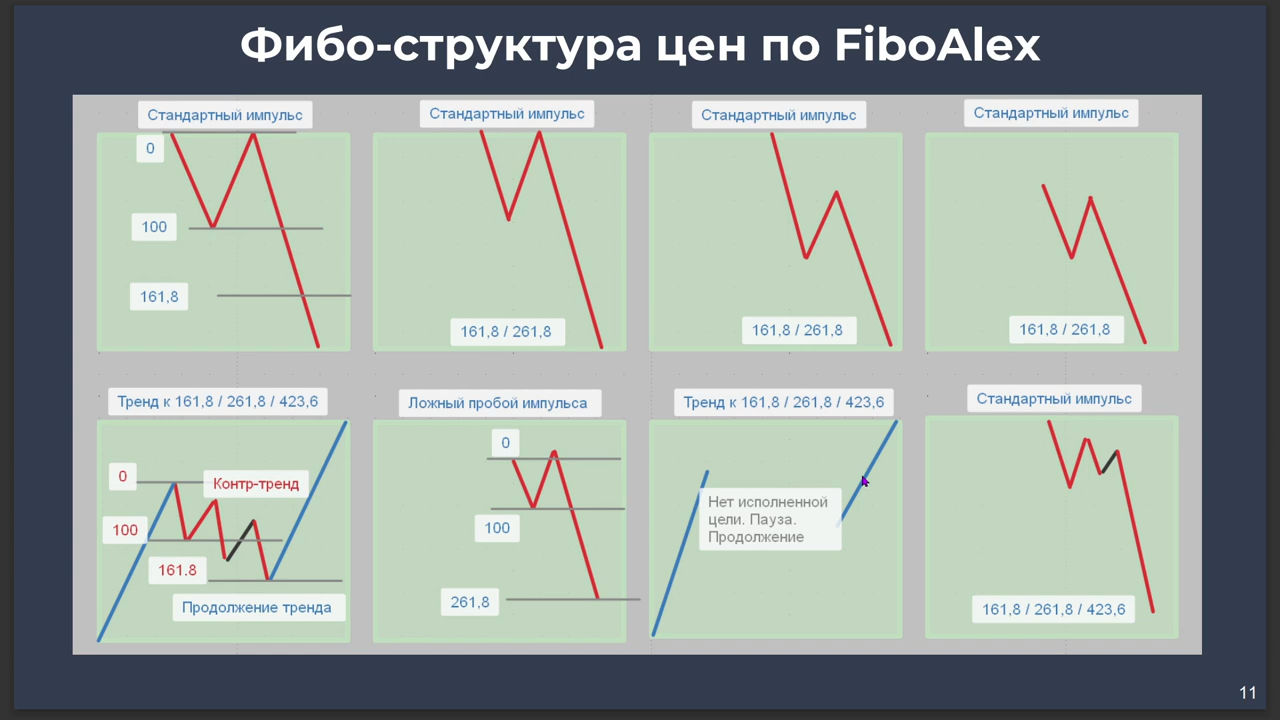 Фибо-структура цен по FiboAlex
Стандартный импульс
0
100
161,8
Стандартный импульс
161,8 / 261,8
Стандартный импульс
161,8 / 261,8
Стандартный импульс
161,8 / 261,8
Тренд к 161,8 / 261,8 / 423,6
0
Контр-тренд
100
161.8
Продолжение тренда
Ложный пробой импульса
0
100
261,8
Тренд к 161,8 / 261,8 / 423,6
Нет исполненной
цели. Пауза.
Продолжение
Стандартный импульс
161,8 / 261,8 / 423,6
11